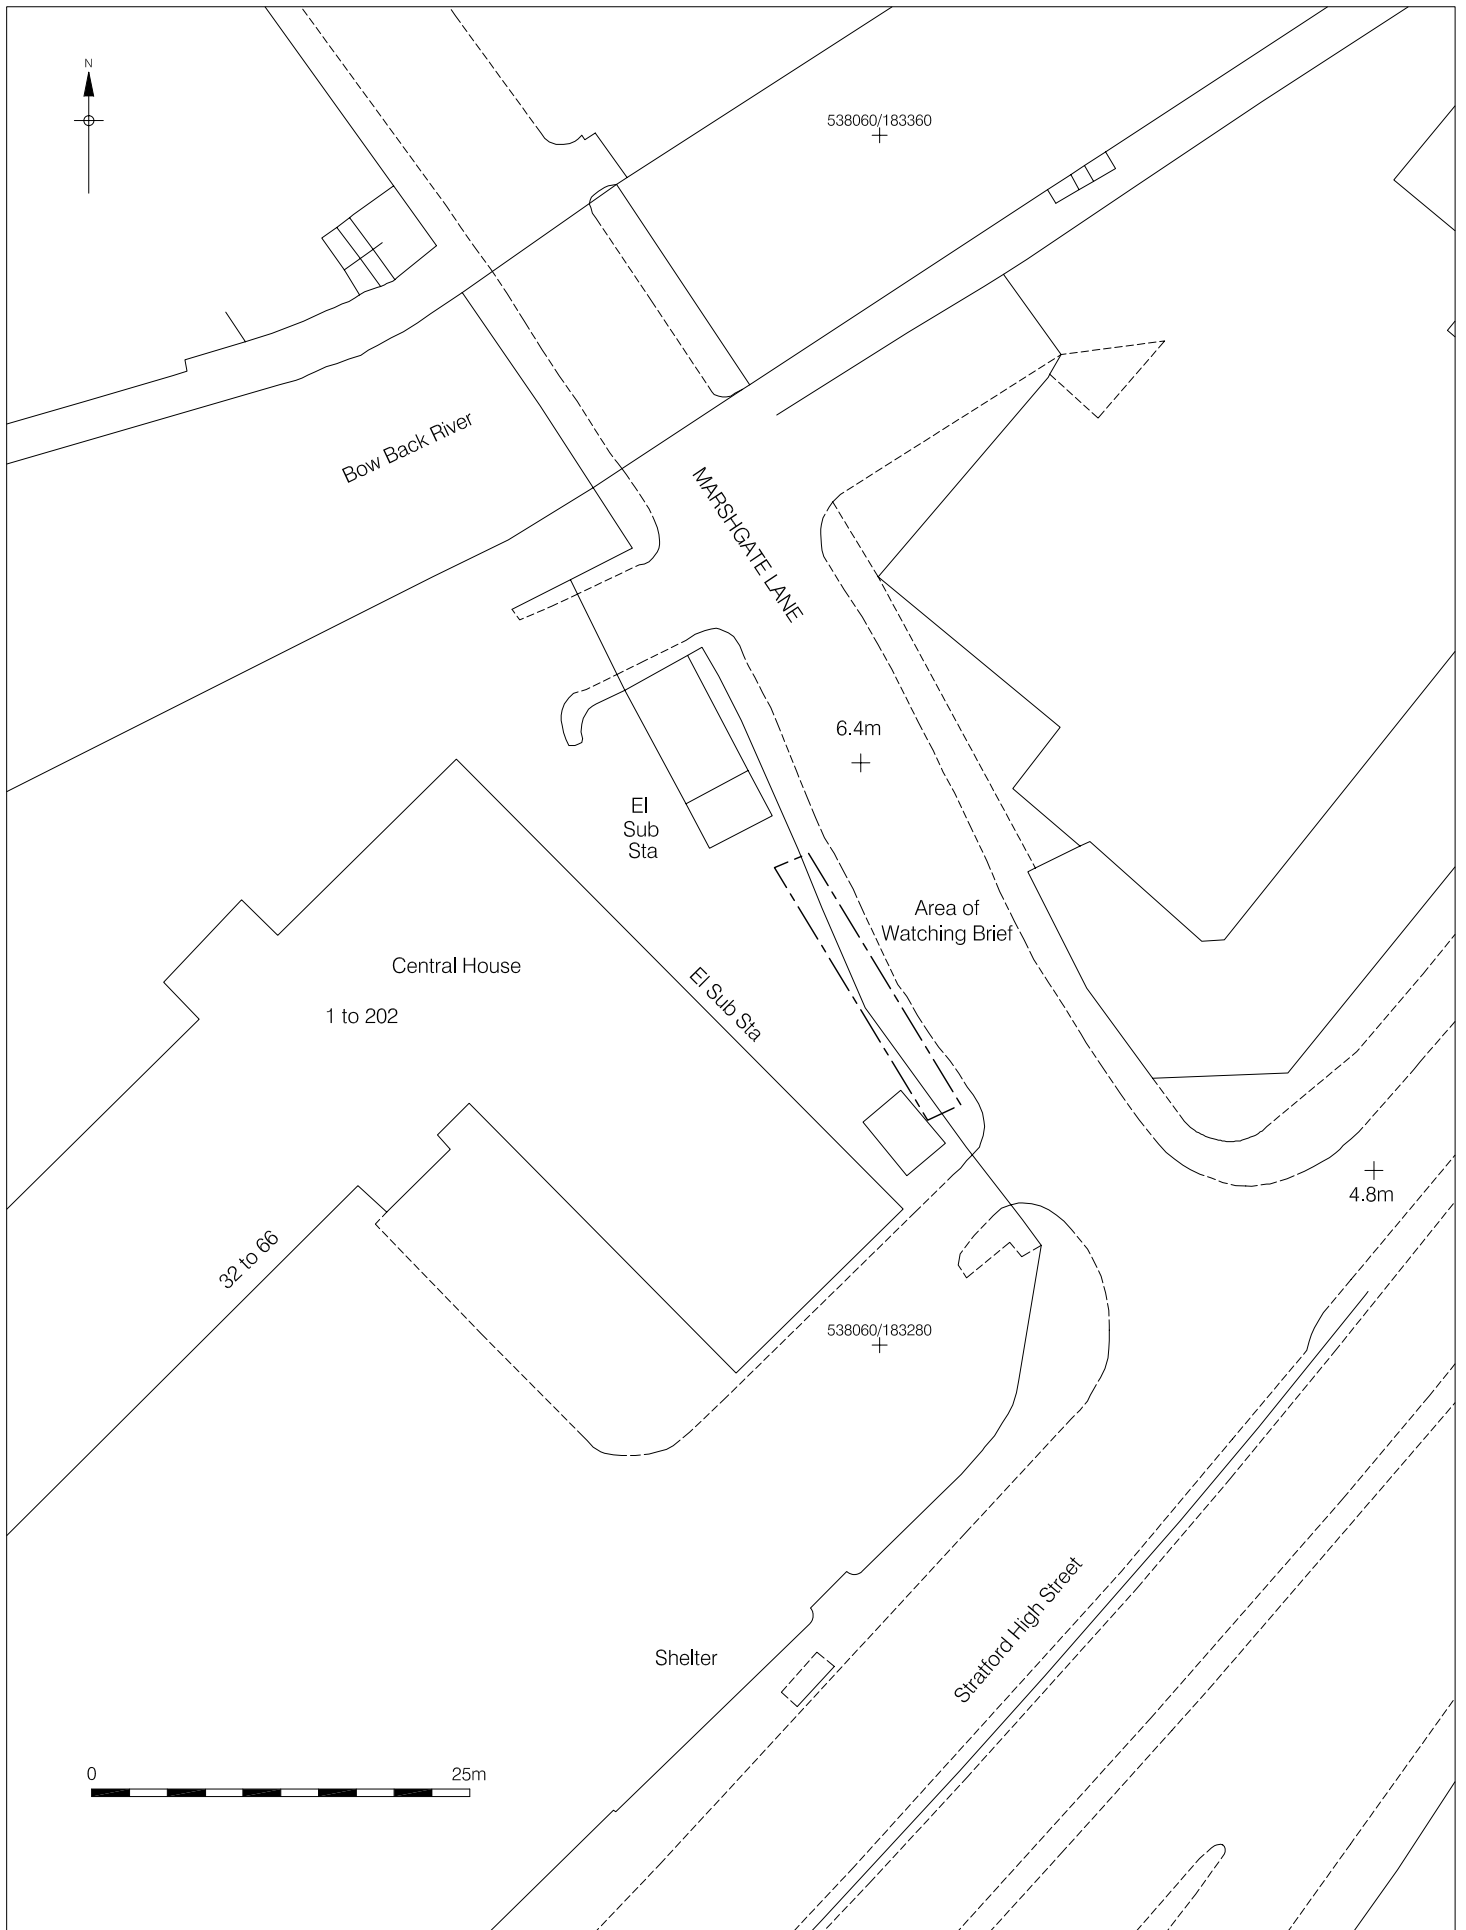 N
538060/183360
Bow Back River
MARSHGATE LANE
6.4m
El
Sub
Sta
Area of
Watching Brief
Central House
El Sub Sta
1 to 202
4.8m
32 to 66
538060/183280
Stratford High Street
Shelter
0 25m